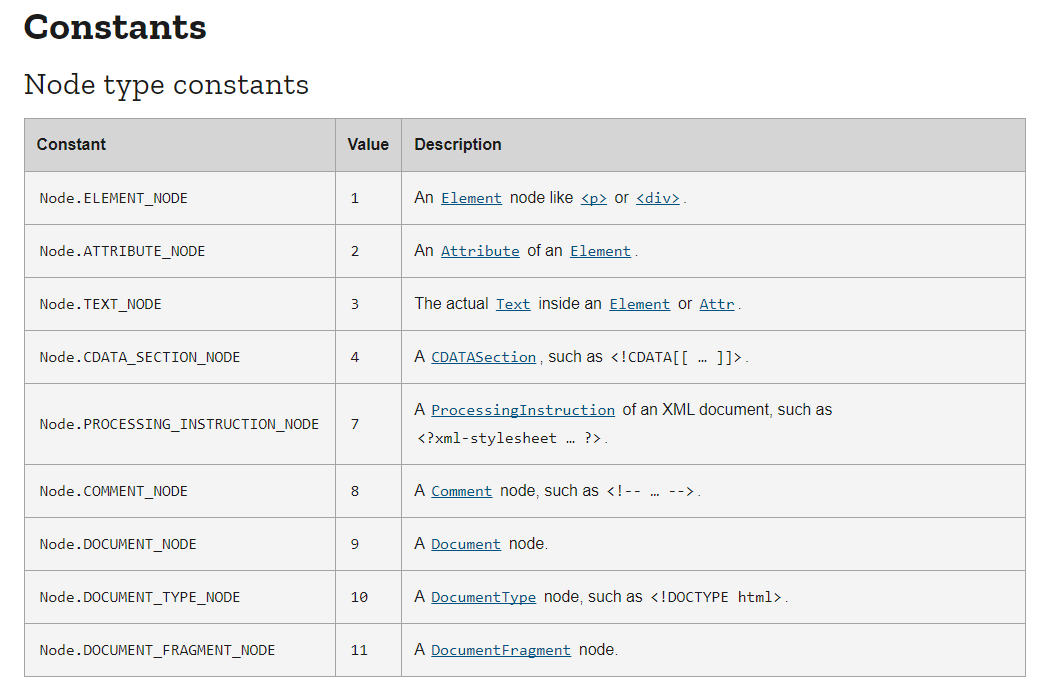 Constants
Node type constants
Constant Value Description
Node.ELEMENT_NODE 1 An Element node like <p> or <div>.
Node.ATTRIBUTE_NODE 2 An Attribute of an Element.
Node.TEXT_NODE 3 The actual Text inside an Element or Attr.
Node.CDATA_SECTION_NODE 4 A CDATASection, such as <!CDATA[[ … ]]>.
Node.PROCESSING_INSTRUCTION_NODE 7 A ProcessingInstruction of an XML document, such as
<?xml-stylesheet … ?>.
Node.COMMENT_NODE 8 A Comment node, such as <!-- … -->.
Node.DOCUMENT_NODE 9 A Document node.
Node.DOCUMENT_TYPE_NODE 10 A DocumentType node, such as <!DOCTYPE html>.
Node.DOCUMENT_FRAGMENT_NODE 11 A DocumentFragment node.